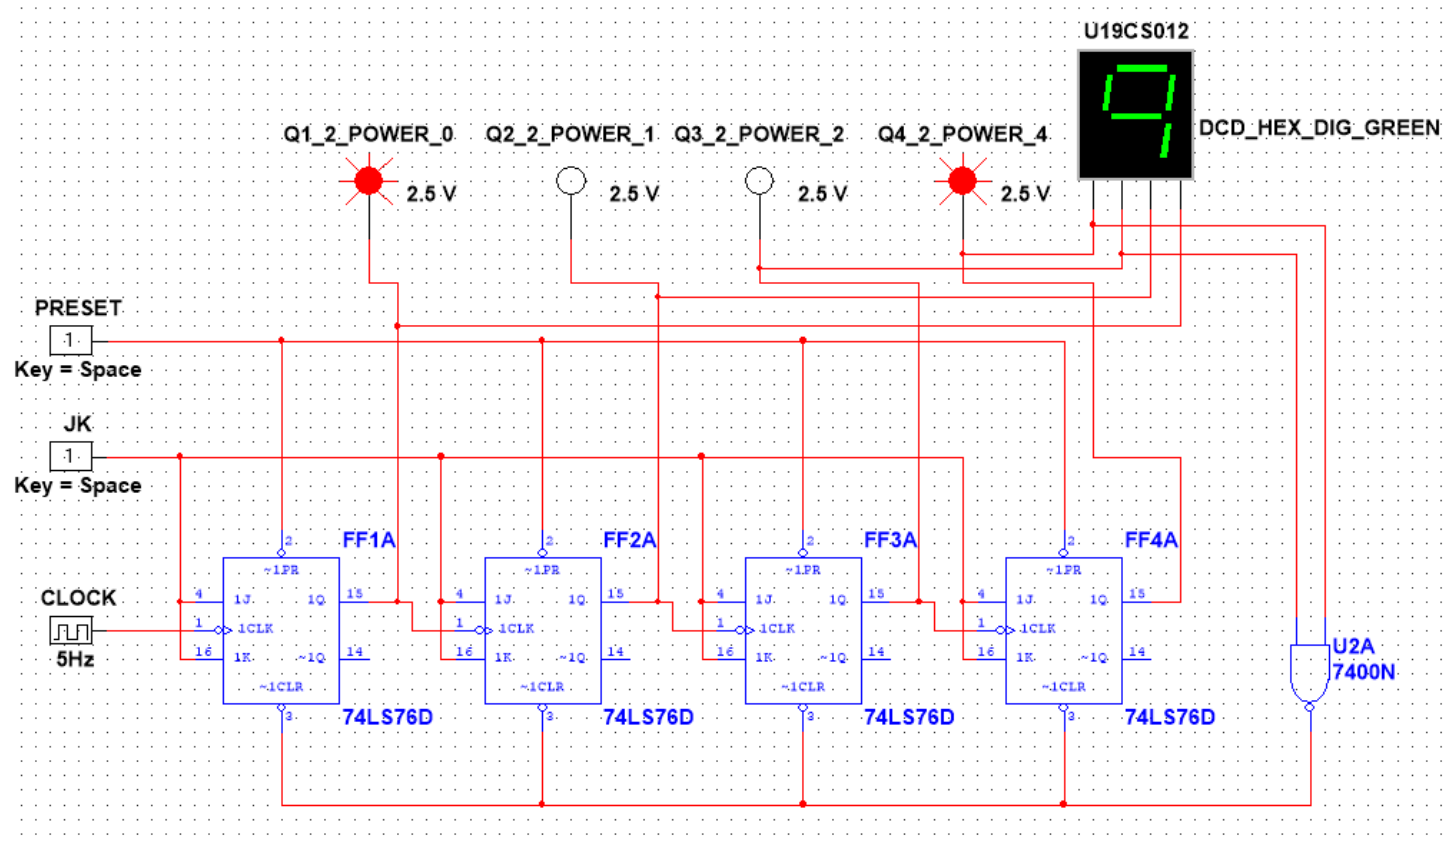 U19CS012
DCD_HEX_DIG_GREEN
Q1_2_POWER_0
Q2_2_POWER_1
Q3_2_POWER_2
Q4_2_POWER_4
2.5 V
2.5 V
2.5 V
2.5 V
PRESET
1
Key = Space
JK
1
Key = Space
CLOCK
5Hz
FF1A
2
~1PR
4
1J
1Q
15
1
1CLK
16
1K
~1Q
14
~1CLR
3
74LS76D
FF2A
2
~1PR
4
1J
1Q
15
1
1CLK
16
1K
~1Q
14
~1CLR
3
74LS76D
FF3A
2
~1PR
4
1J
1Q
15
1
1CLK
16
1K
~1Q
14
~1CLR
3
74LS76D
FF4A
2
~1PR
4
1J
1Q
15
1
1CLK
16
1K
~1Q
14
~1CLR
3
74LS76D
U2A
7400N
9